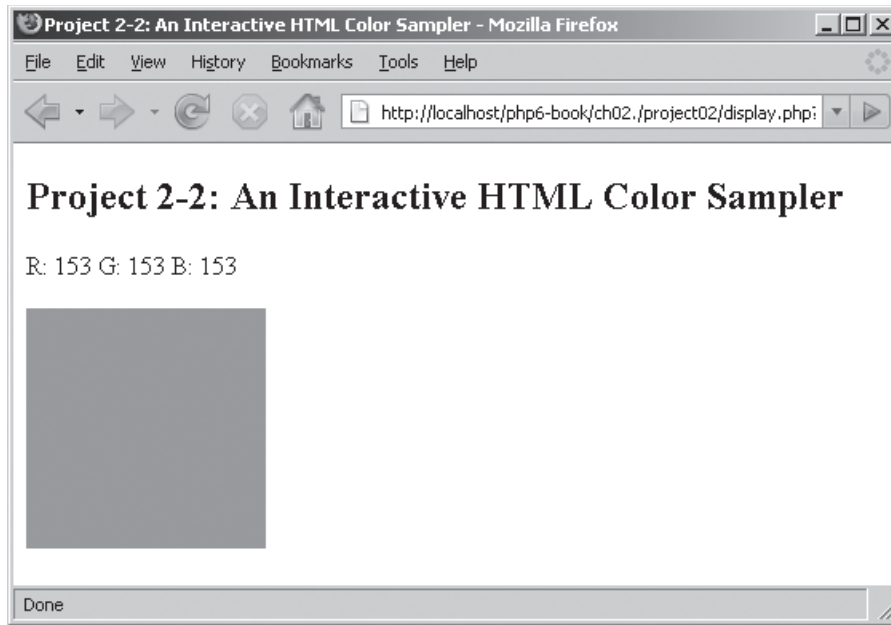 Project 2-2: An Interactive HTML Color Sampler - Mozilla Firefox
File Edit View History Bookmarks Tools Help
http://localhost/php6-book/ch02./project02/display.php?
Project 2-2: An Interactive HTML Color Sampler
R: 153 G: 153 B: 153
Done